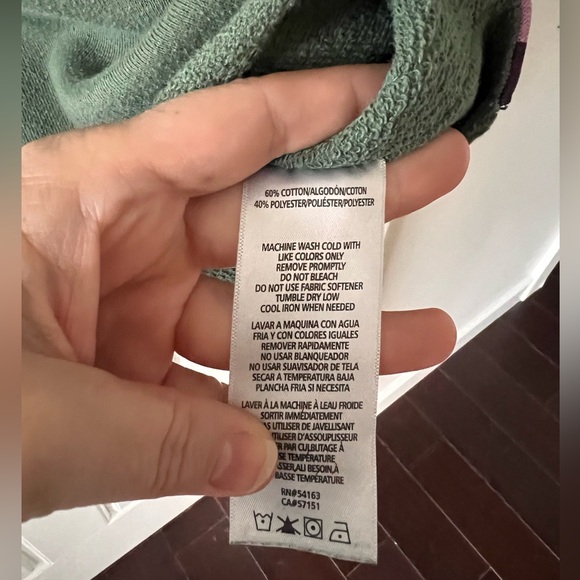 60% COTTON/ALGODÓN/COTON
40% POLYESTER/POLIÉSTER/POLYESTER
MACHINE WASH COLD WITH
LIKE COLORS ONLY
REMOVE PROMPTLY
DO NOT BLEACH
DO NOT USE FABRIC SOFTENER
TUMBLE DRY LOW
COOL IRON WHEN NEEDED
LAVAR A MAQUINA CON AGUA
FRIA Y CON COLORES IGUALES
REMOVER RAPIDAMENTE
NO USAR BLANQUEADOR
NO USAR SUAVISADOR DE TELA
SECAR A TEMPERATURA BAJA
PLANCHA FRIA SI NECESITA
LAVER À LA MACHINE À LEAU FROIDE
SORTIR IMMÉDIATEMENT
UTILISER DE JAVELLISANT
UTILISER D'ASSOUPLISSEUR
PAR CULBUTAGE À
TEMPÉRATURE
AU BESOIN,À
BASSE TEMPÉRATURE
RN#54163
CA#57151